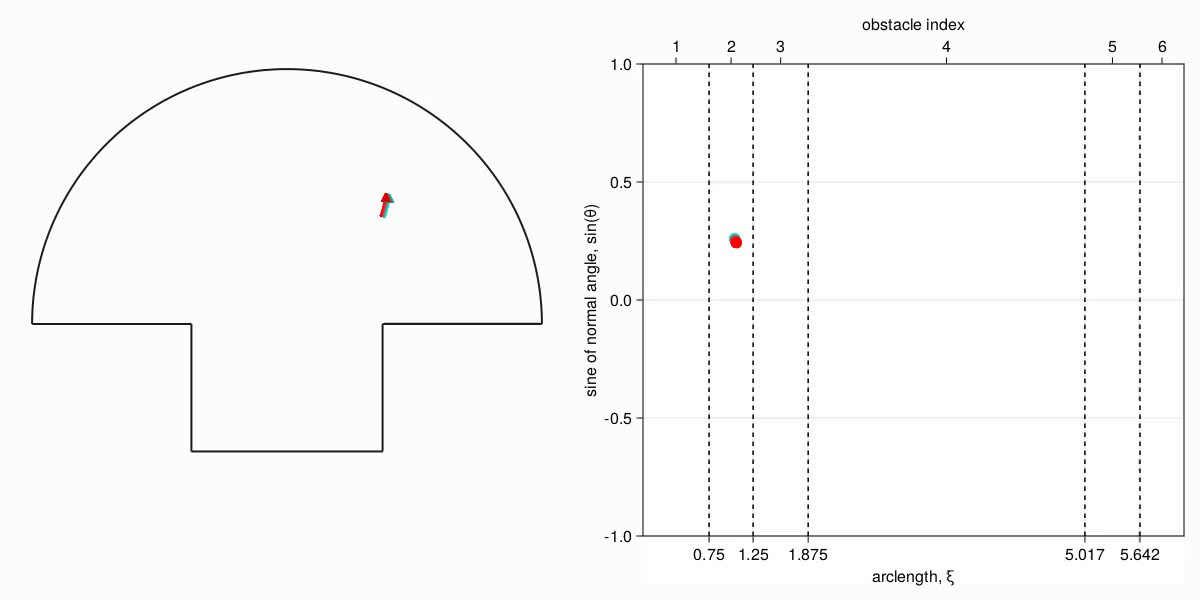 obstacle index
1 2 3 4 5 6
1.0
0.5
0.0
-0.5
-1.0
sine of normal angle, sin(θ)
0.75 1.25 1.875 5.017 5.642
arclength, ξ